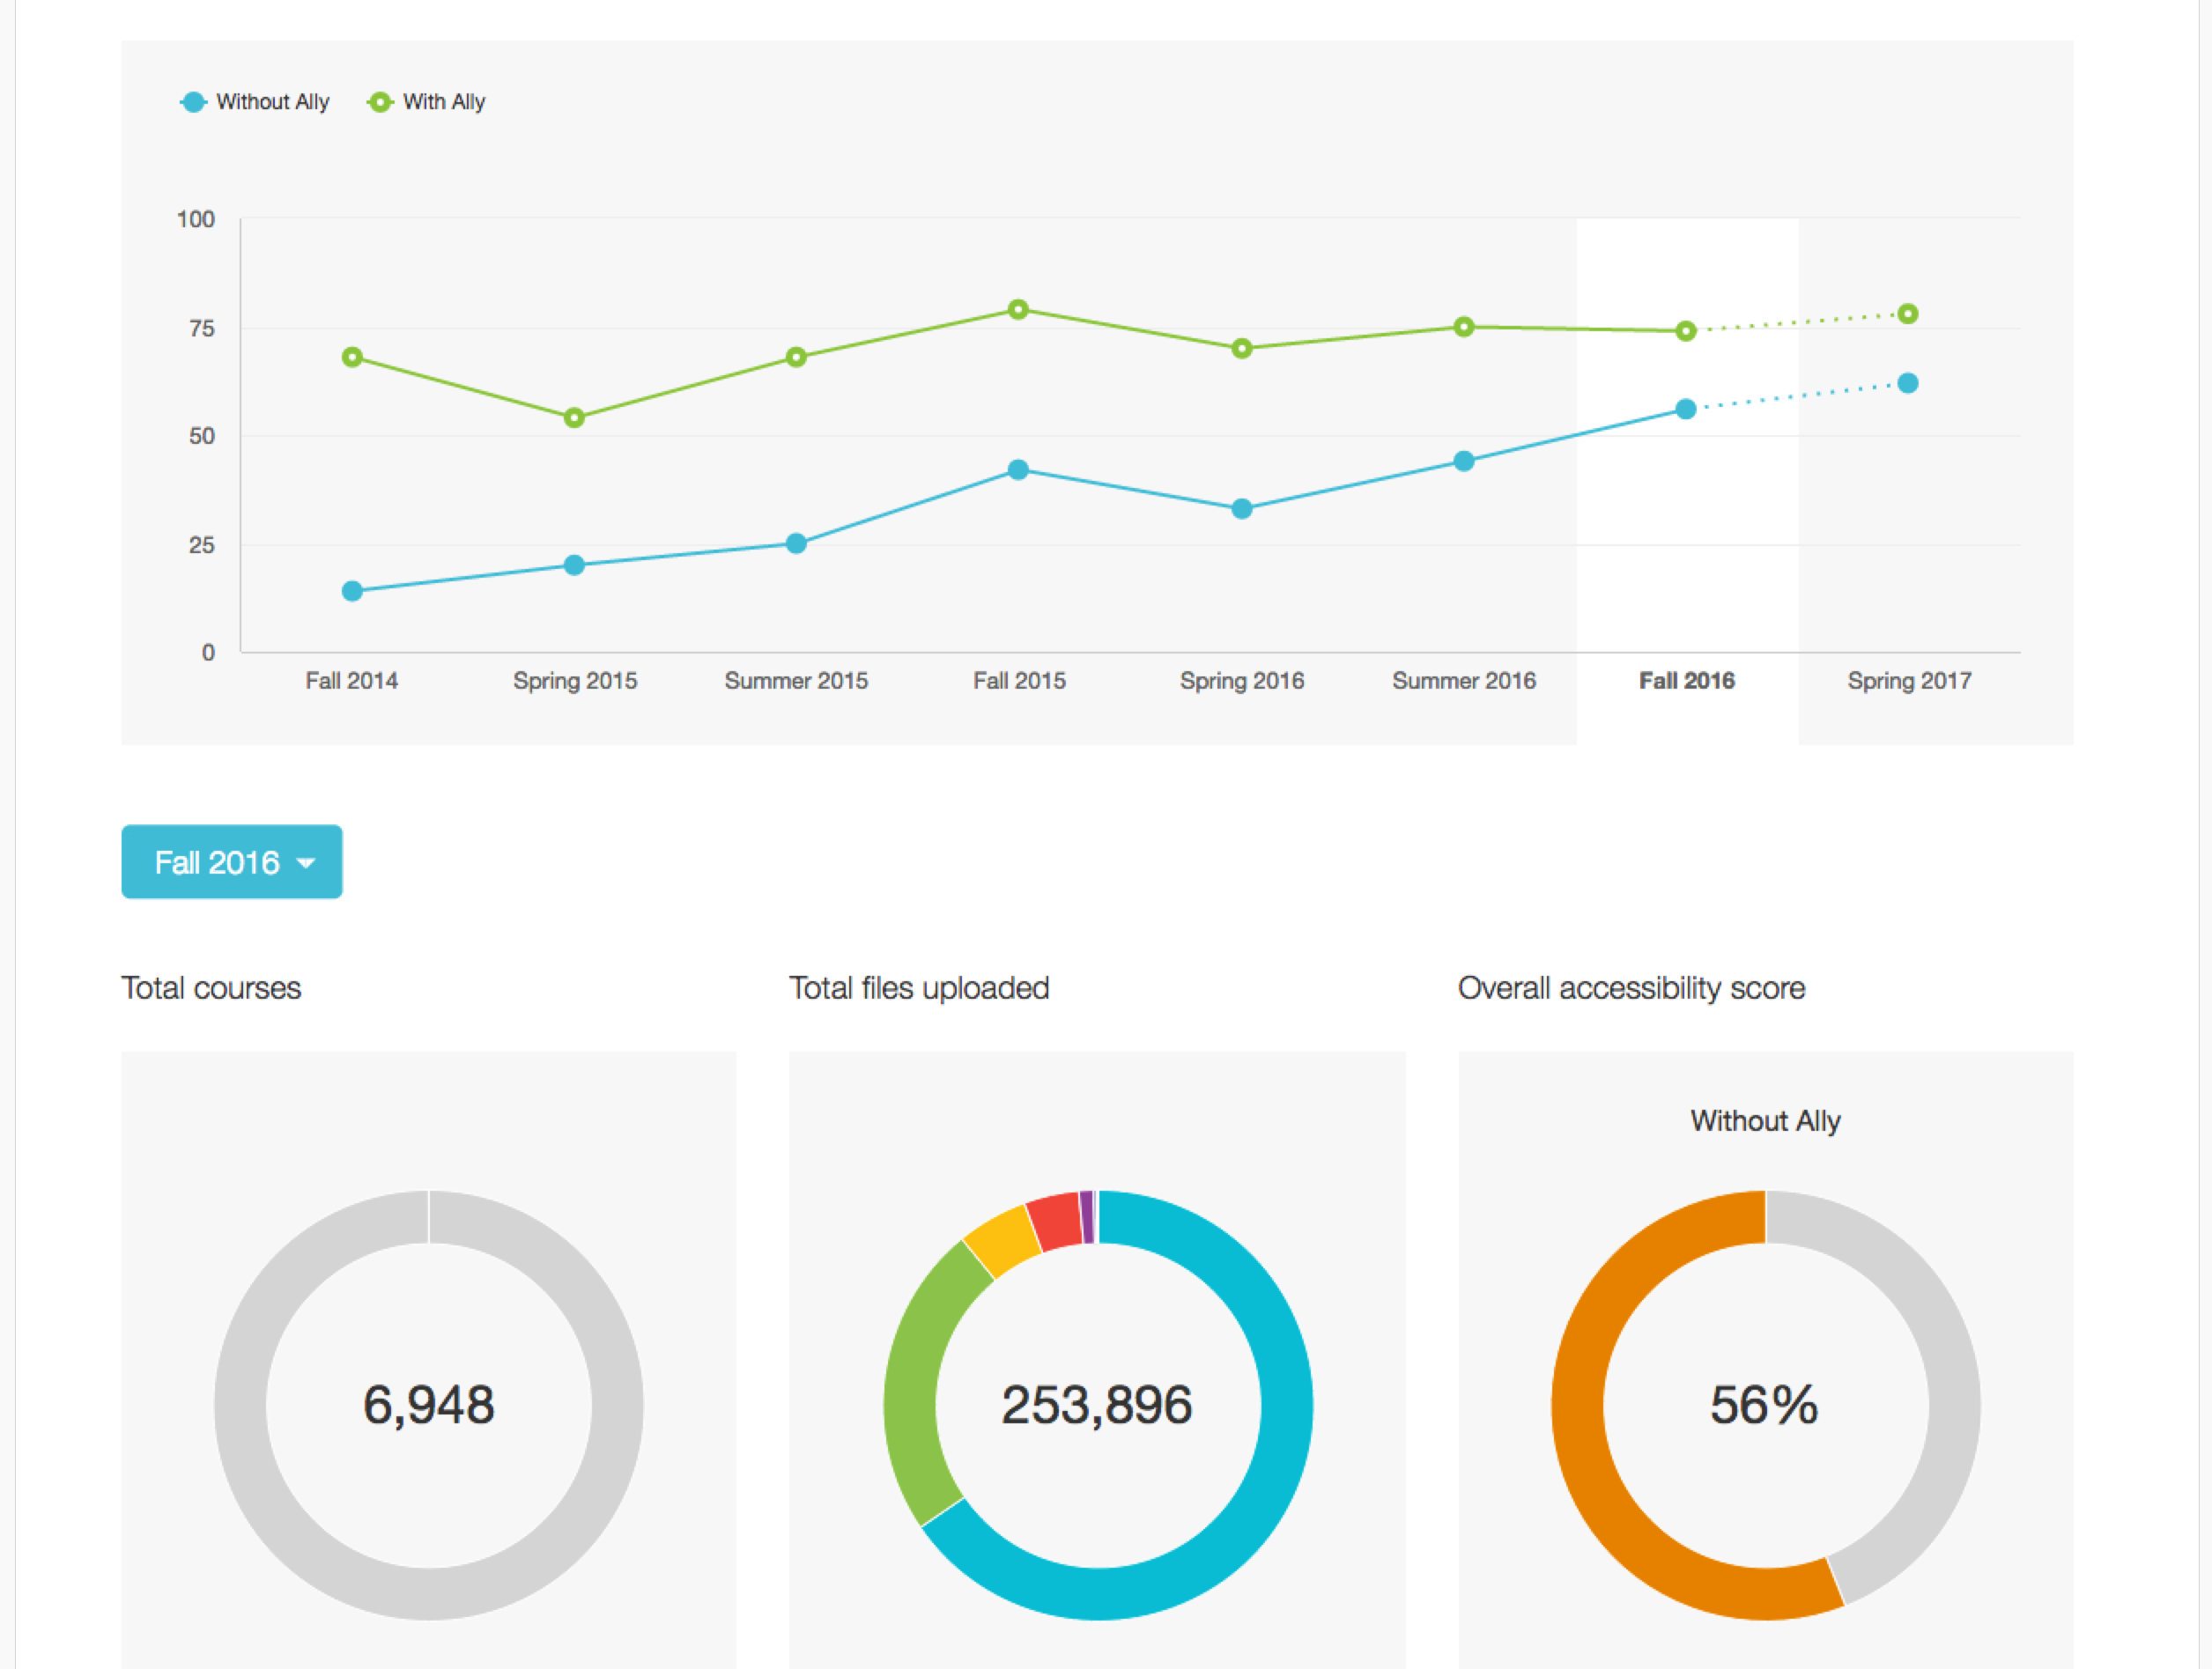 Without Ally With Ally
100
75
50
25
0
Fall 2014 Spring 2015 Summer 2015 Fall 2015 Spring 2016 Summer 2016 Fall 2016 Spring 2017
Fall 2016
Total courses Total files uploaded Overall accessibility score
Without Ally
6,948 253,896 56%